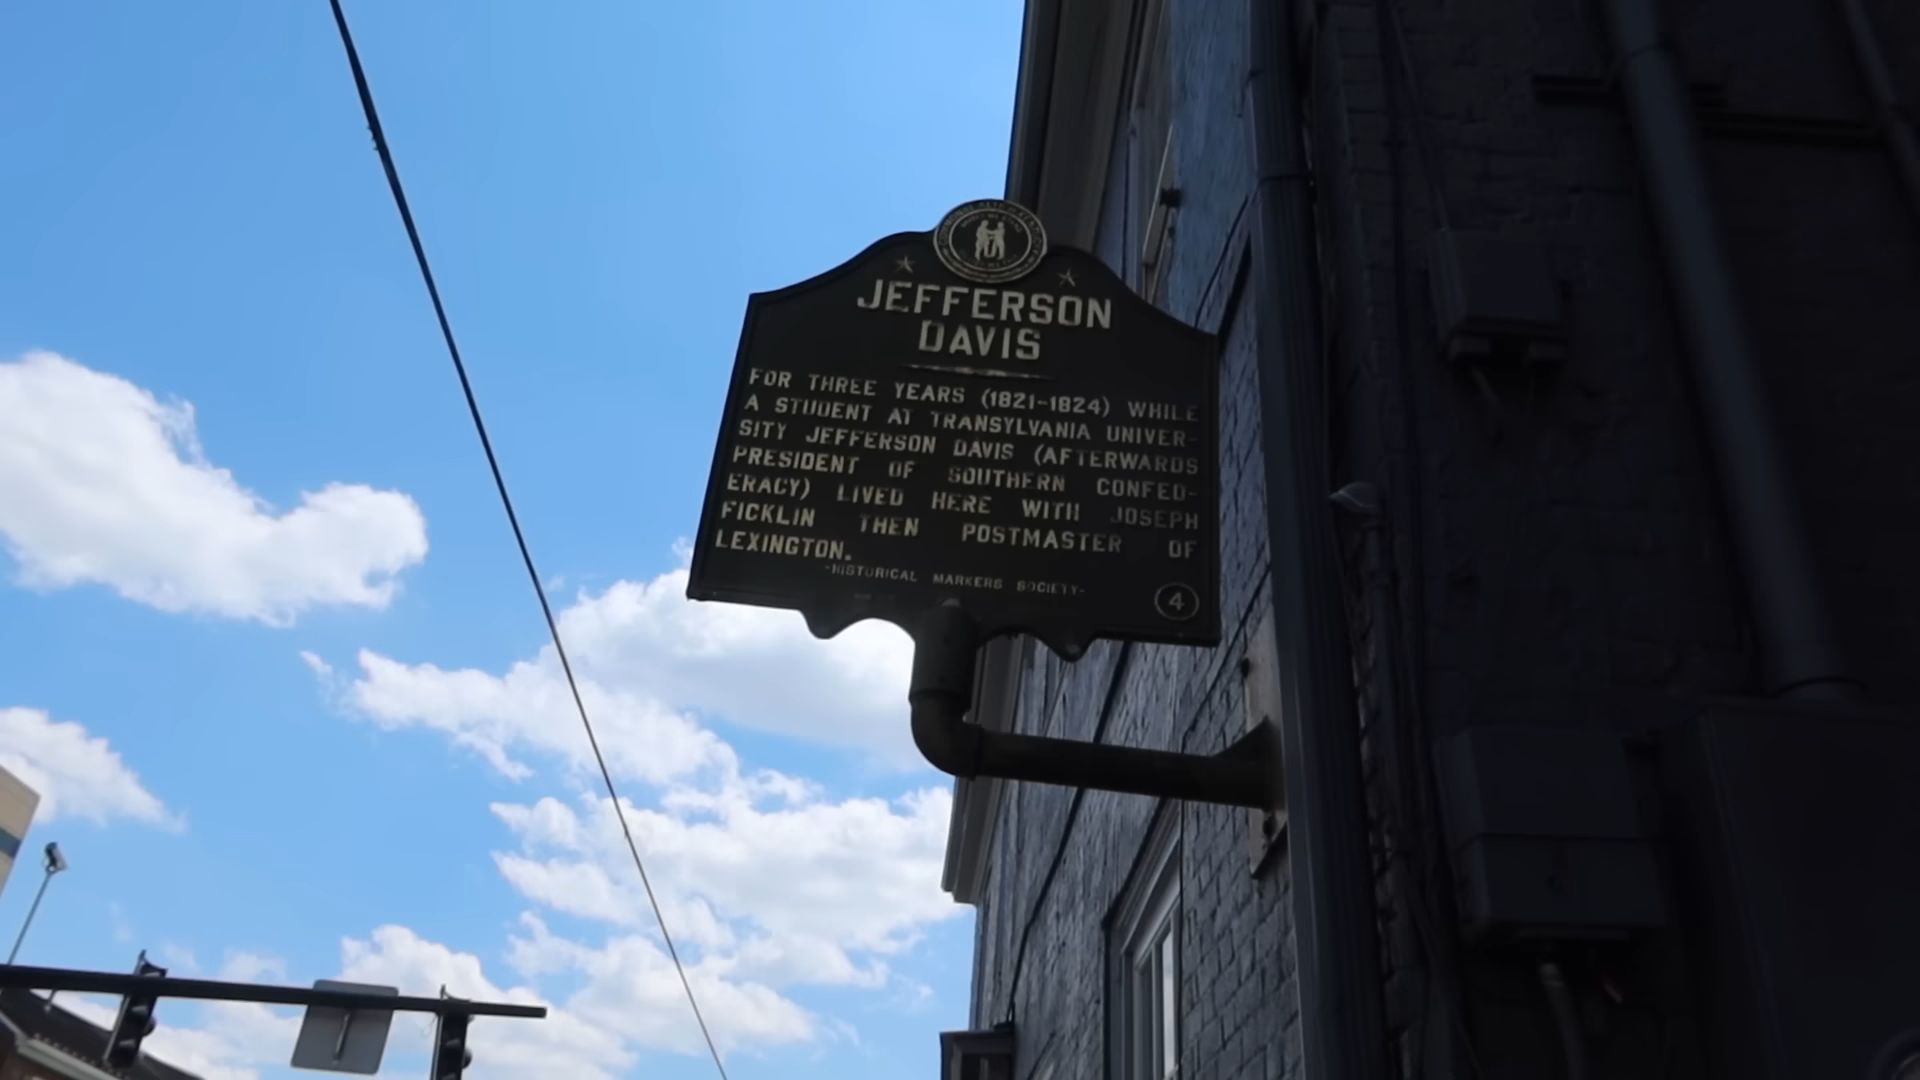 JEFFERSON
DAVIS
FOR THREE YEARS (1821-1824) WHILE
A STUDENT AT TRANSYLVANIA UNIVER-
SITY JEFFERSON DAVIS (AFTERWARDS
PRESIDENT OF SOUTHERN CONFED-
ERACY) LIVED HERE WITH JOSEPH
FICKLIN THEN POSTMASTER OF
LEXINGTON.
-HISTORICAL MARKERS SOCIETY-
4